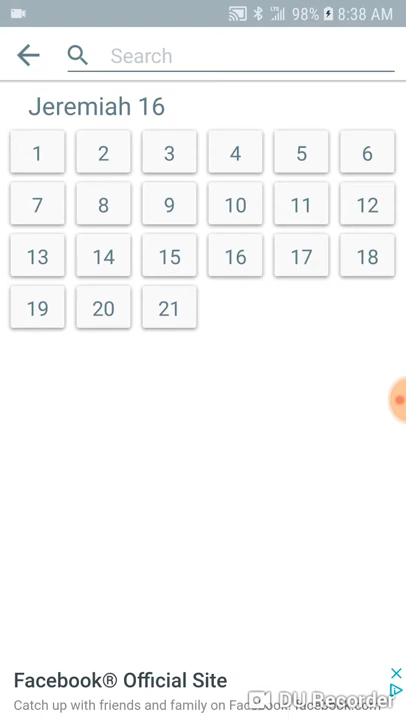 LTE 98% 8:38 AM
Search
Jeremiah 16
1 2 3 4 5 6
7 8 9 10 11 12
13 14 15 16 17 18
19 20 21
Facebook® Official Site
Catch up with friends and family on facebook.com
DU Recorder